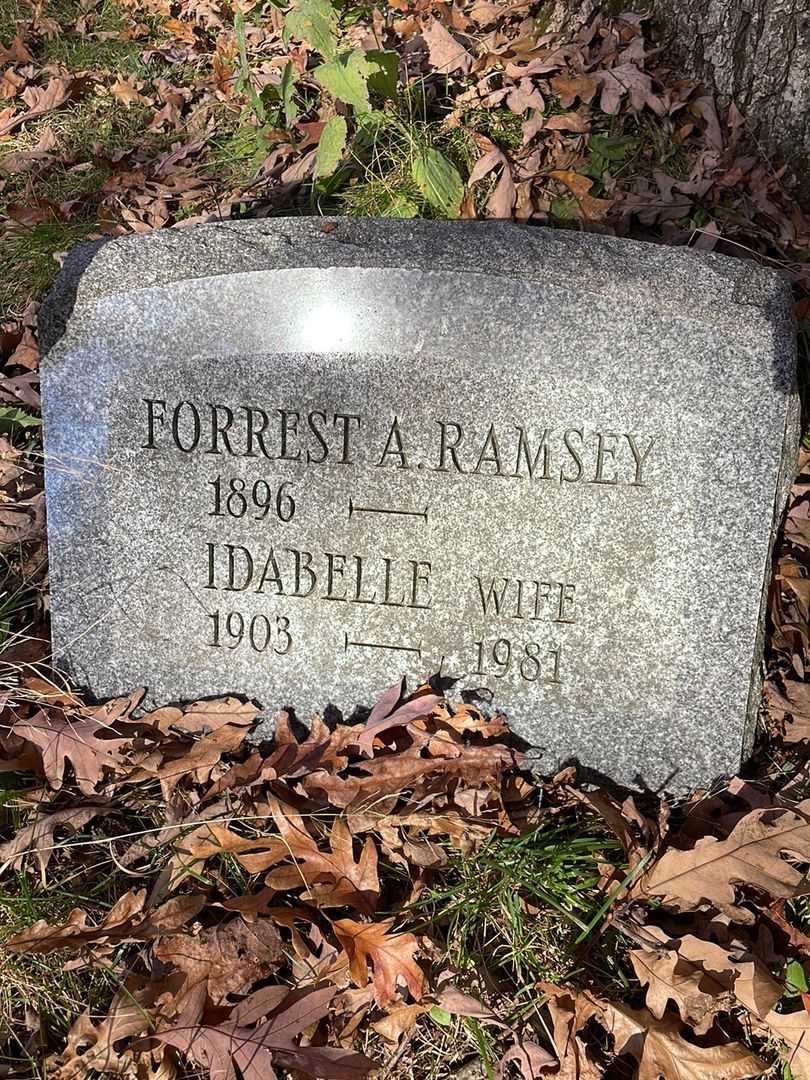 FORREST A. RAMSEY
1896 —
IDABELLE WIFE
1903 — 1981